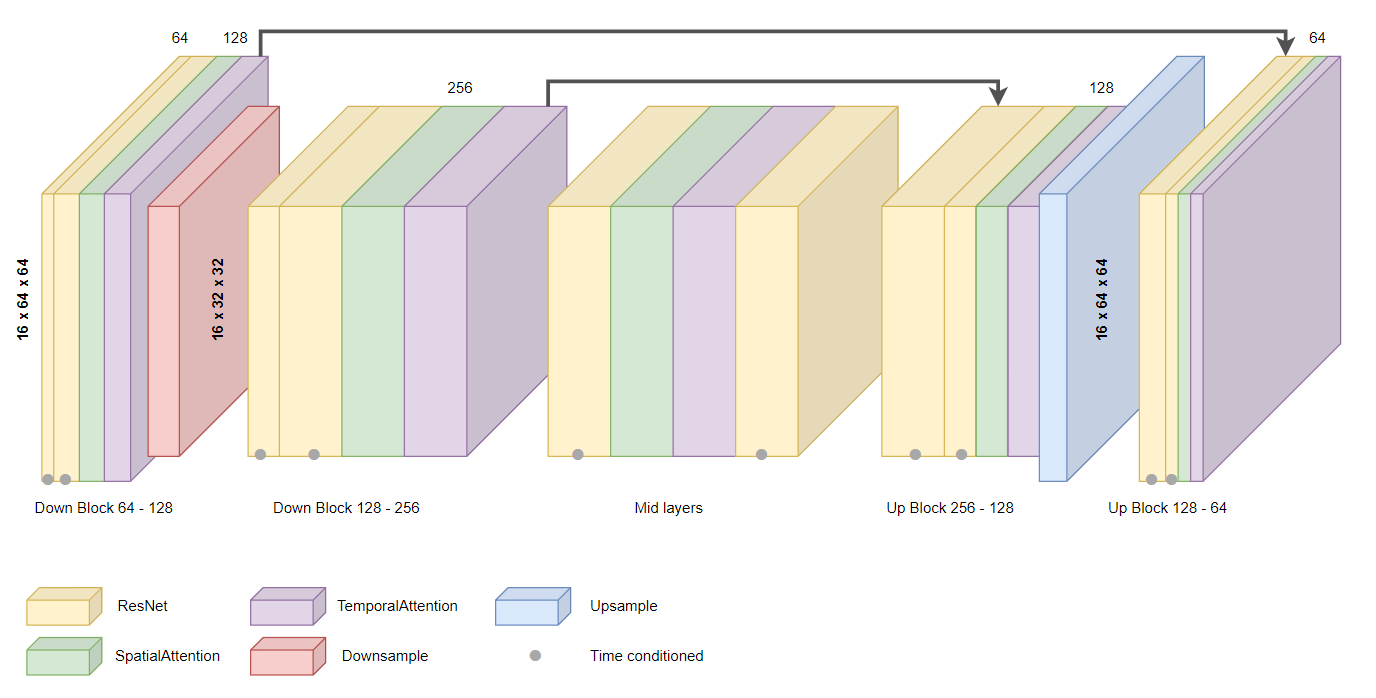 64
128
64
256
128
16 x 64 x 64
16 x 32 x 32
16 x 64 x 64
Down Block 64 - 128
Down Block 128 - 256
Mid layers
Up Block 256 - 128
Up Block 128 - 64
ResNet
TemporalAttention
Upsample
SpatialAttention
Downsample
Time conditioned